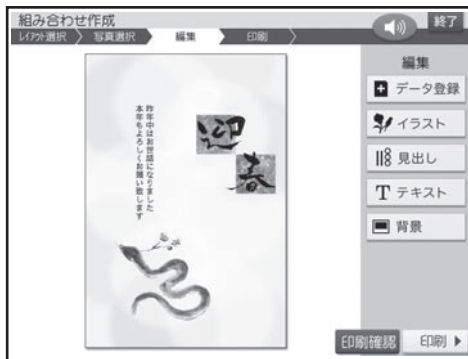 組み合わせ作成
終了
レイアウト選択
写真選択
編集
印刷
昨年中はお世話になりました
本年もよろしくお願い致します
迎
春
編集
データ登録
イラスト
見出し
T テキスト
背景
印刷確認
印刷